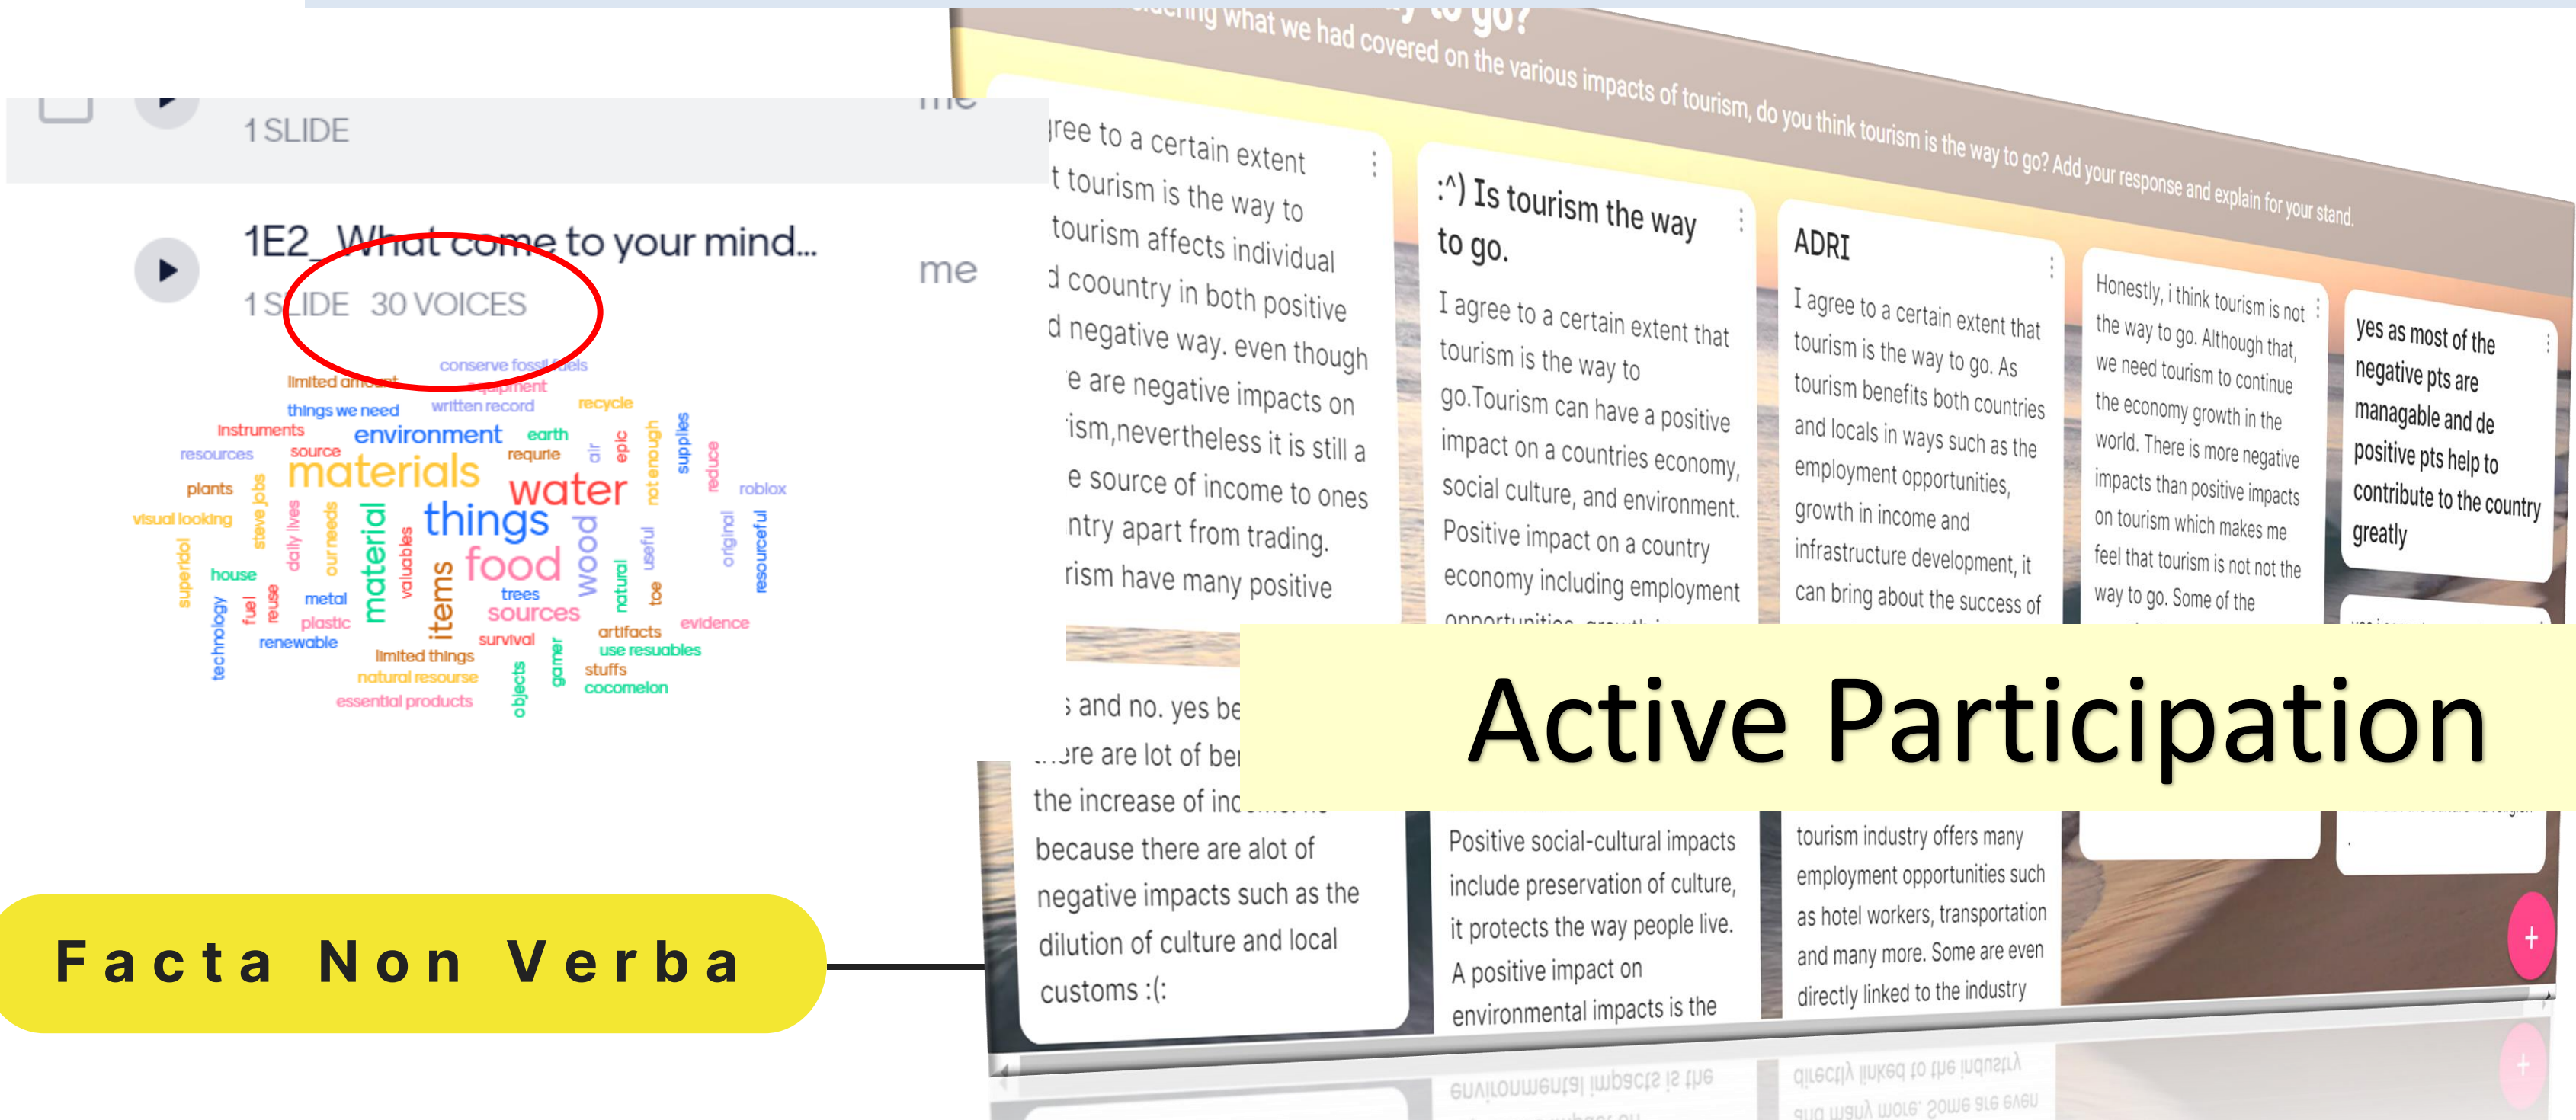 1 SLIDE
me
1E2_ What come to your mind...
me
1 SLIDE 30 VOICES
conserve fossil fuels
limited amount
equipment
things we need
written record
recycle
instruments
environment
earth
air
epic
not enough
supplies
resources
source
requrie
reduce
materials
water
plants
roblox
visual looking
steve jobs
daily lives
our needs
material
valuables
things
wood
useful
original
resourceful
superidol
house
food
items
natural
toe
technology
fuel
reuse
metal
trees
plastic
sources
artifacts
evidence
renewable
survival
use resuables
limited things
gamer
stuffs
natural resourse
objects
cocomelon
essential products
Facta Non Verba
y to go?
what we had covered on the various impacts of tourism, do you think tourism is the way to go? Add your response and explain for your stand.
ree to a certain extent
t tourism is the way to
tourism affects individual
d coountry in both positive
d negative way. even though
e are negative impacts on
ism,nevertheless it is still a
e source of income to ones
ntry apart from trading.
rism have many positive
s and no. yes be
ere are lot of be
the increase of inc
because there are alot of
negative impacts such as the
dilution of culture and local
customs :(:
:^) Is tourism the way
to go.
I agree to a certain extent that
tourism is the way to
go.Tourism can have a positive
impact on a countries economy,
social culture, and environment.
Positive impact on a country
economy including employment
Positive social-cultural impacts
include preservation of culture,
it protects the way people live.
A positive impact on
environmental impacts is the
ADRI
I agree to a certain extent that
tourism is the way to go. As
tourism benefits both countries
and locals in ways such as the
employment opportunities,
growth in income and
infrastructure development, it
can bring about the success of
tourism industry offers many
employment opportunities such
as hotel workers, transportation
and many more. Some are even
directly linked to the industry
Honestly, i think tourism is not
the way to go. Although that,
we need tourism to continue
the economy growth in the
world. There is more negative
impacts than positive impacts
on tourism which makes me
feel that tourism is not not the
way to go. Some of the
yes as most of the
negative pts are
managable and de
positive pts help to
contribute to the country
greatly
Active Participation